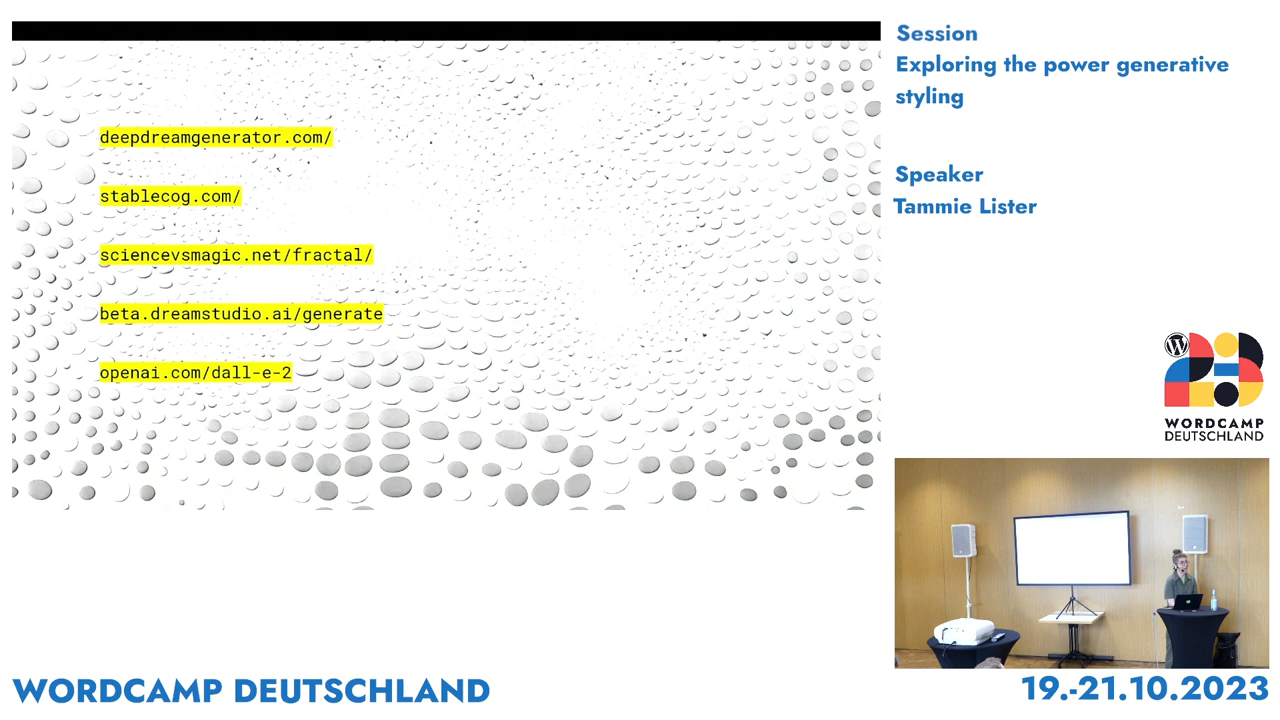 deepdreamgenerator.com/
stablecog.com/
sciencevsmagic.net/fractal/
beta.dreamstudio.ai/generate
openai.com/dall-e-2
Session
Exploring the power generative
styling
Speaker
Tammie Lister
WORDCAMP
DEUTSCHLAND
WORDCAMP DEUTSCHLAND
19.-21.10.2023